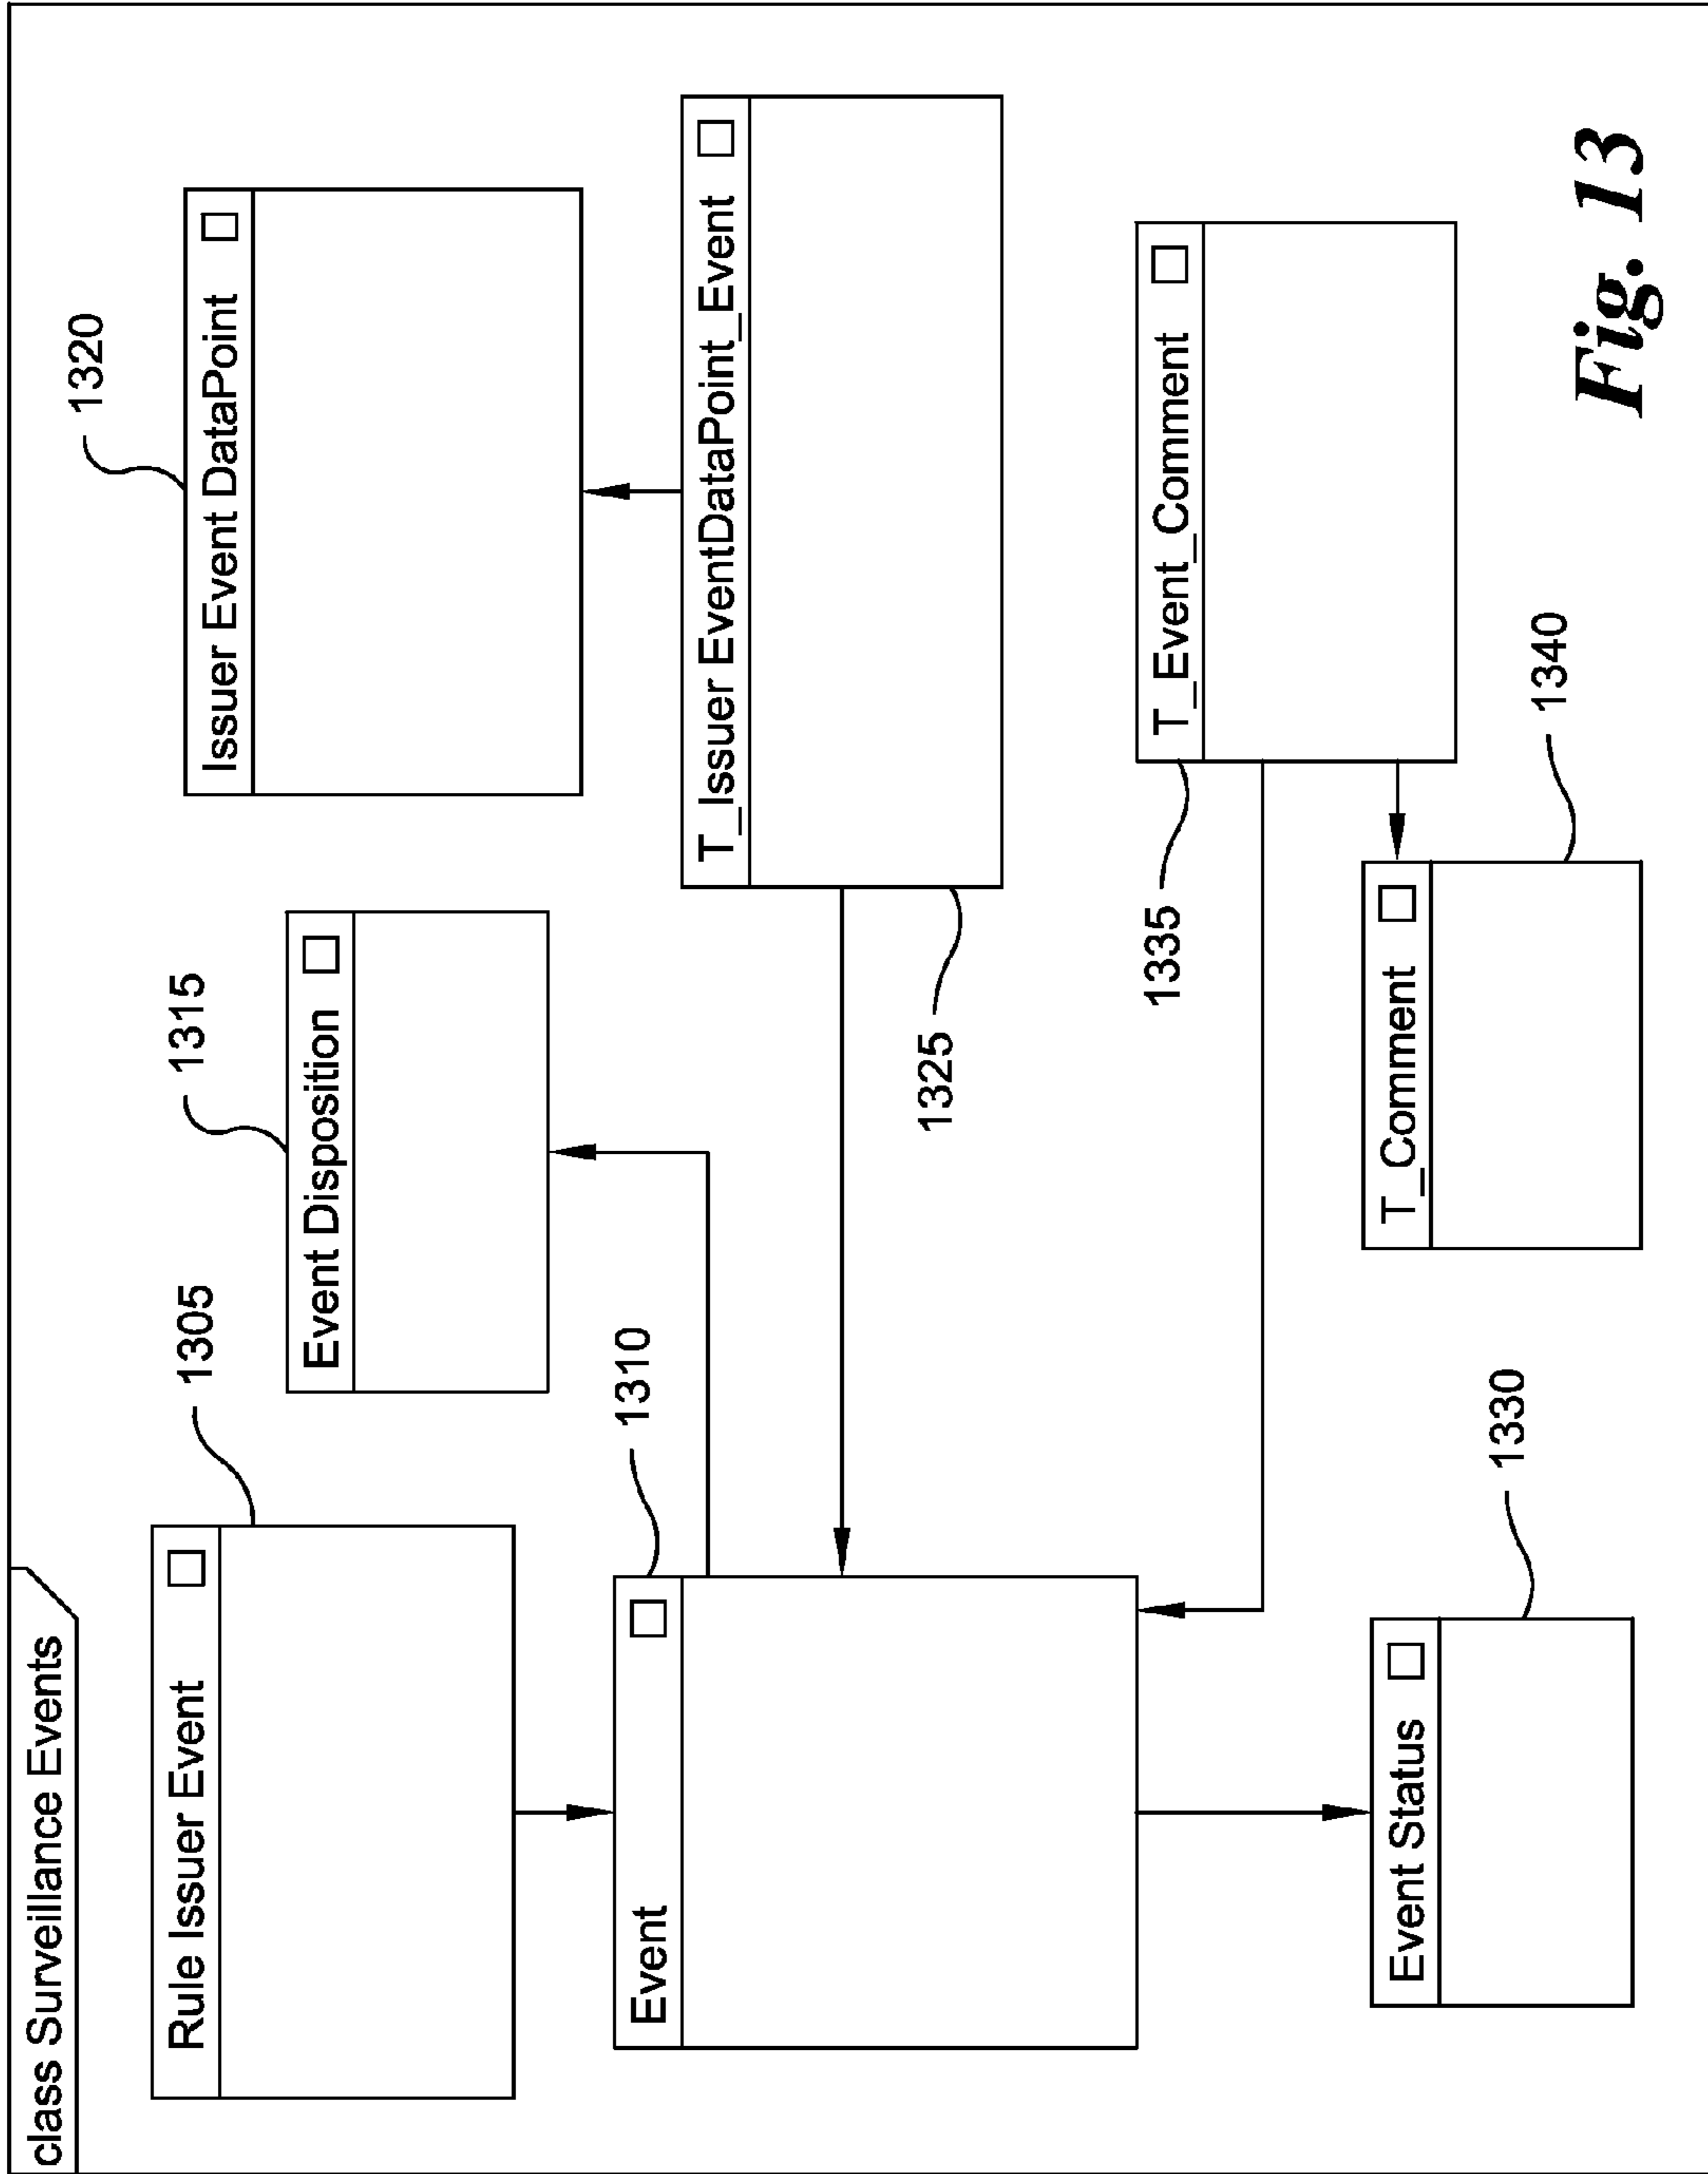 class Surveillance Events
1305
Rule Issuer Event
1315
Event Disposition
1320
Issuer Event DataPoint
1310
Event
T_Issuer EventDataPoint_Event
1325
1335
T_Event_Comment
1330
Event Status
T_Comment
1340
Fig. 13